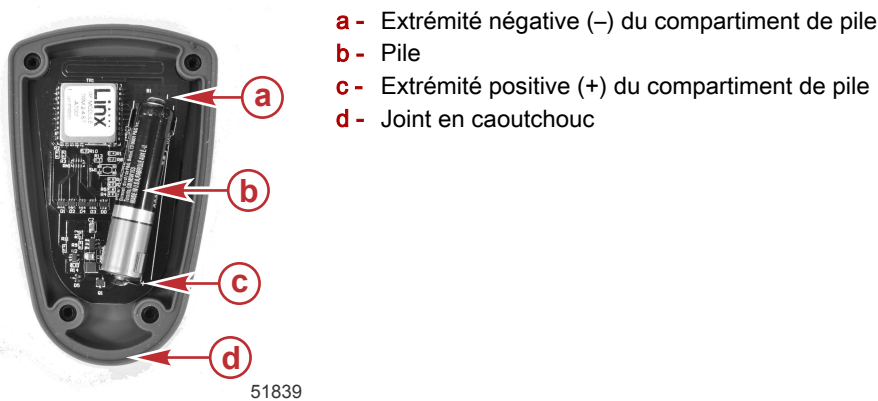 a - Extrémité négative (–) du compartiment de pile
b - Pile
c - Extrémité positive (+) du compartiment de pile
d - Joint en caoutchouc
a
b
c
d
Linx
51839